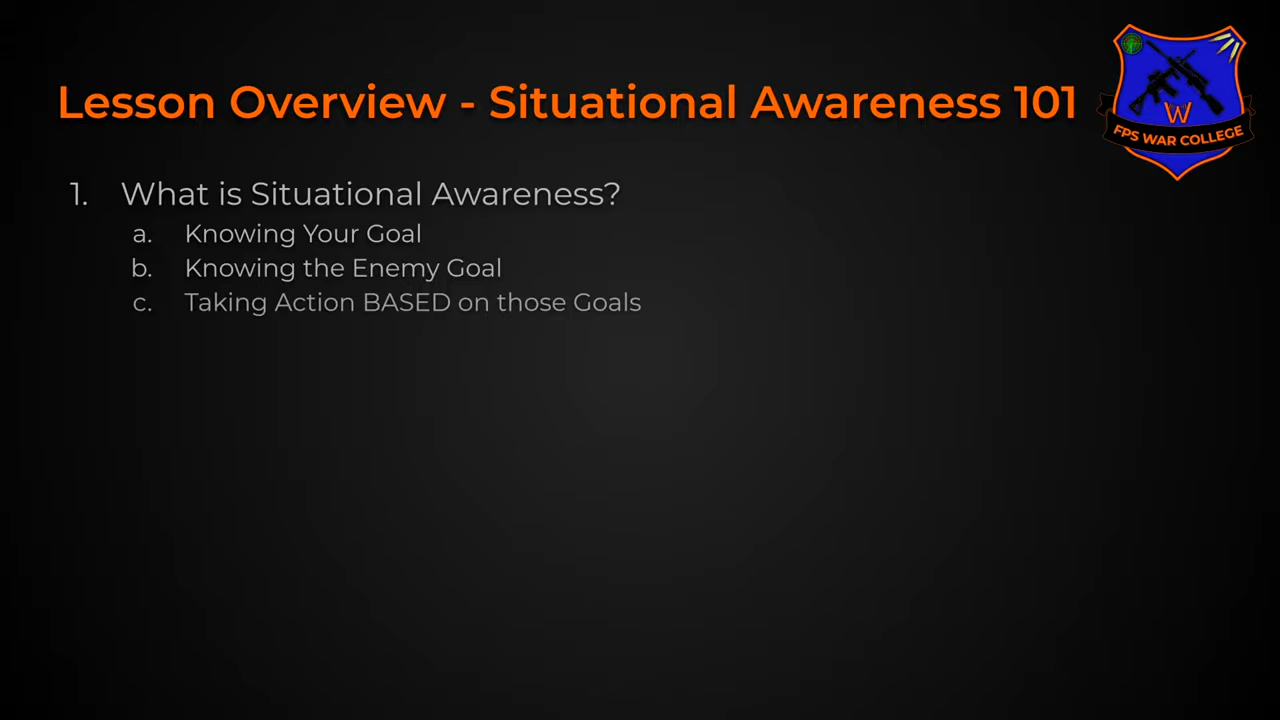 Lesson Overview - Situational Awareness 101
W
FPS WAR COLLEGE
1. What is Situational Awareness?
a. Knowing Your Goal
b. Knowing the Enemy Goal
c. Taking Action BASED on those Goals